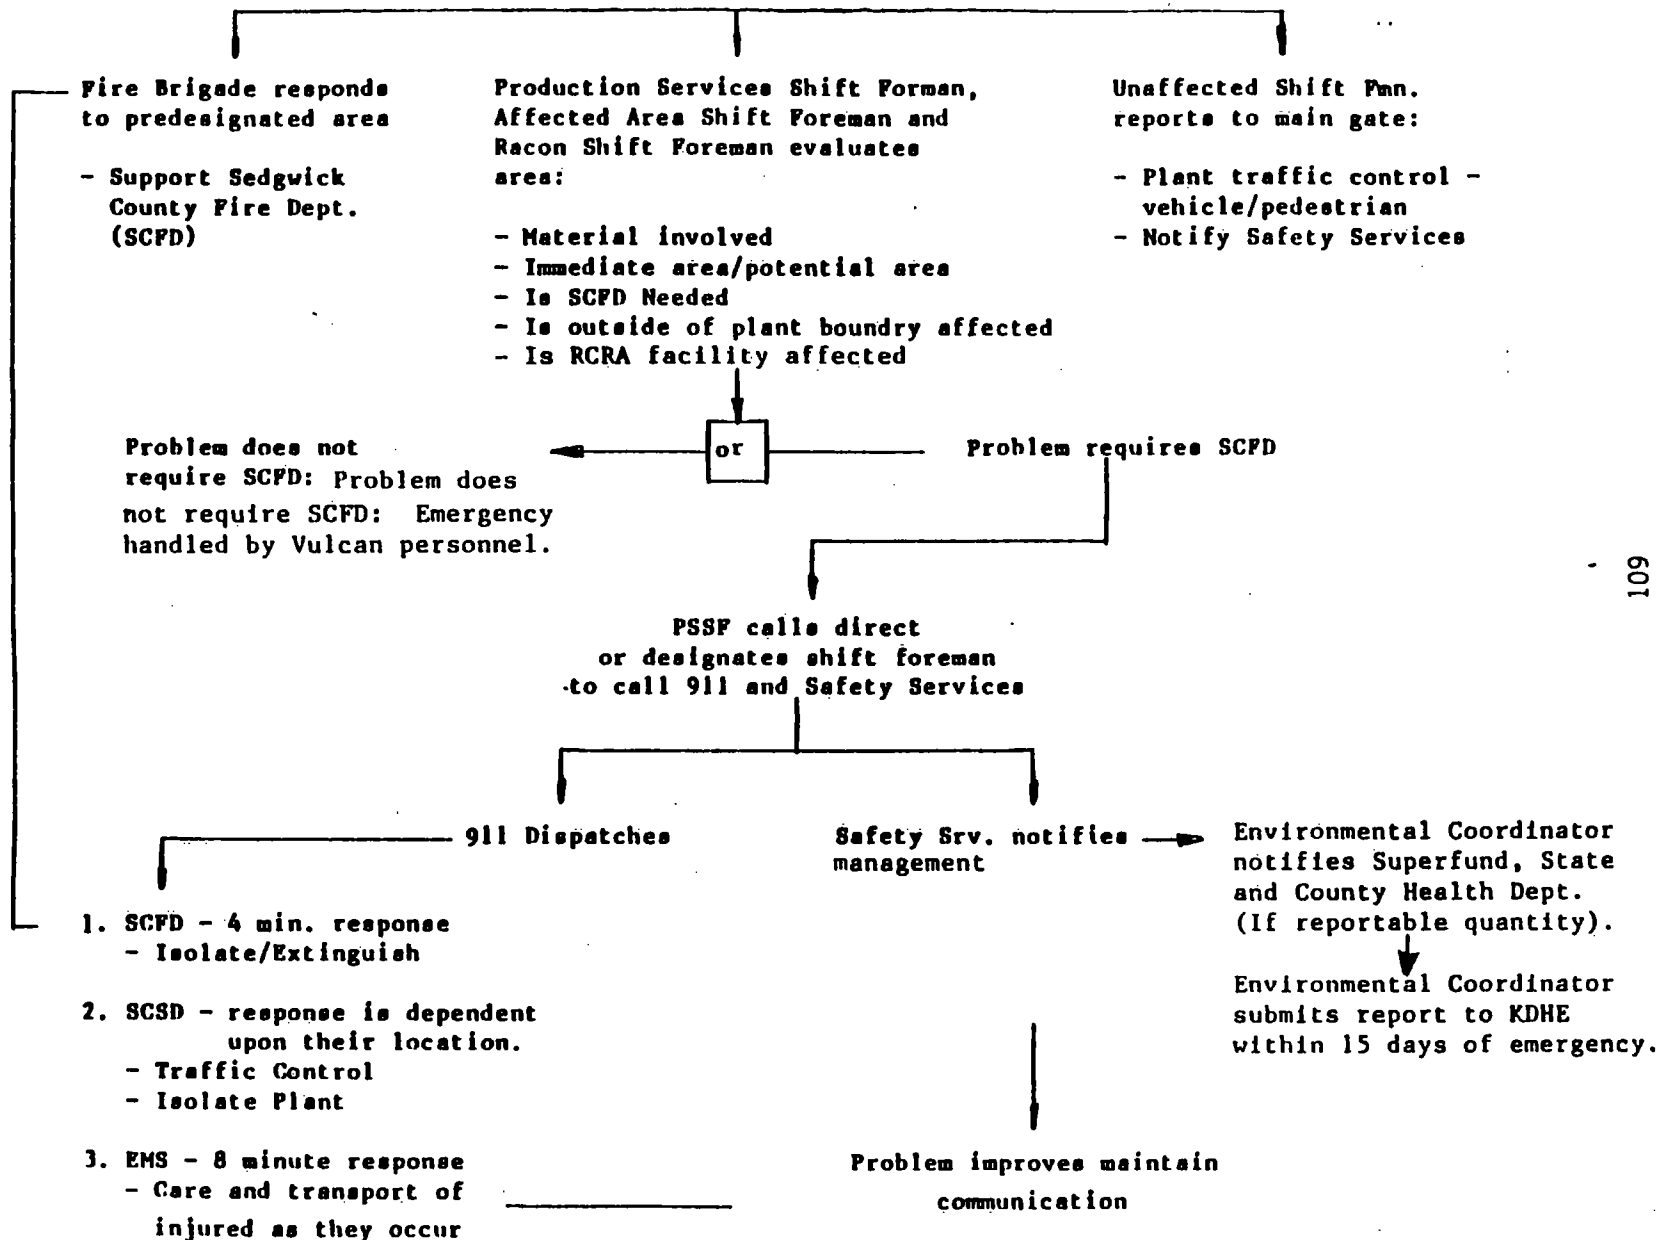 Fire Brigade responds
to predesignated area
- Support Sedgwick
County Fire Dept.
(SCFD)
Production Services Shift Forman,
Affected Area Shift Foreman and
Racon Shift Foreman evaluates
area:
- Material involved
- Immediate area/potential area
- Is SCFD Needed
- Is outside of plant boundry affected
- Is RCRA facility affected
Unaffected Shift Fmn.
reports to main gate:
- Plant traffic control -
vehicle/pedestrian
- Notify Safety Services
or
Problem does not
require SCFD: Problem does
not require SCFD: Emergency
handled by Vulcan personnel.
Problem requires SCFD
109
PSSF calls direct
or designates shift foreman
to call 911 and Safety Services
911 Dispatches
Safety Srv. notifies
management
Environmental Coordinator
notifies Superfund, State
and County Health Dept.
(If reportable quantity).
Environmental Coordinator
submits report to KDHE
within 15 days of emergency.
1. SCFD - 4 min. response
- Isolate/Extinguish
2. SCSD - response is dependent
upon their location.
- Traffic Control
- Isolate Plant
3. EMS - 8 minute response
- Care and transport of
injured as they occur
Problem improves maintain
communication